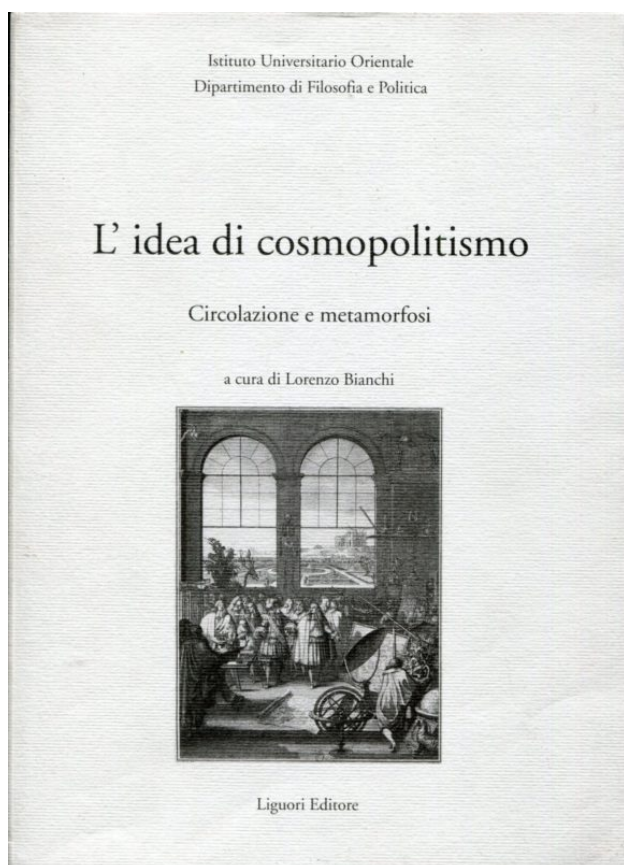 Istituto Universitario Orientale
Dipartimento di Filosofia e Politica
L' idea di cosmopolitismo
Circolazione e metamorfosi
a cura di Lorenzo Bianchi
Liguori Editore